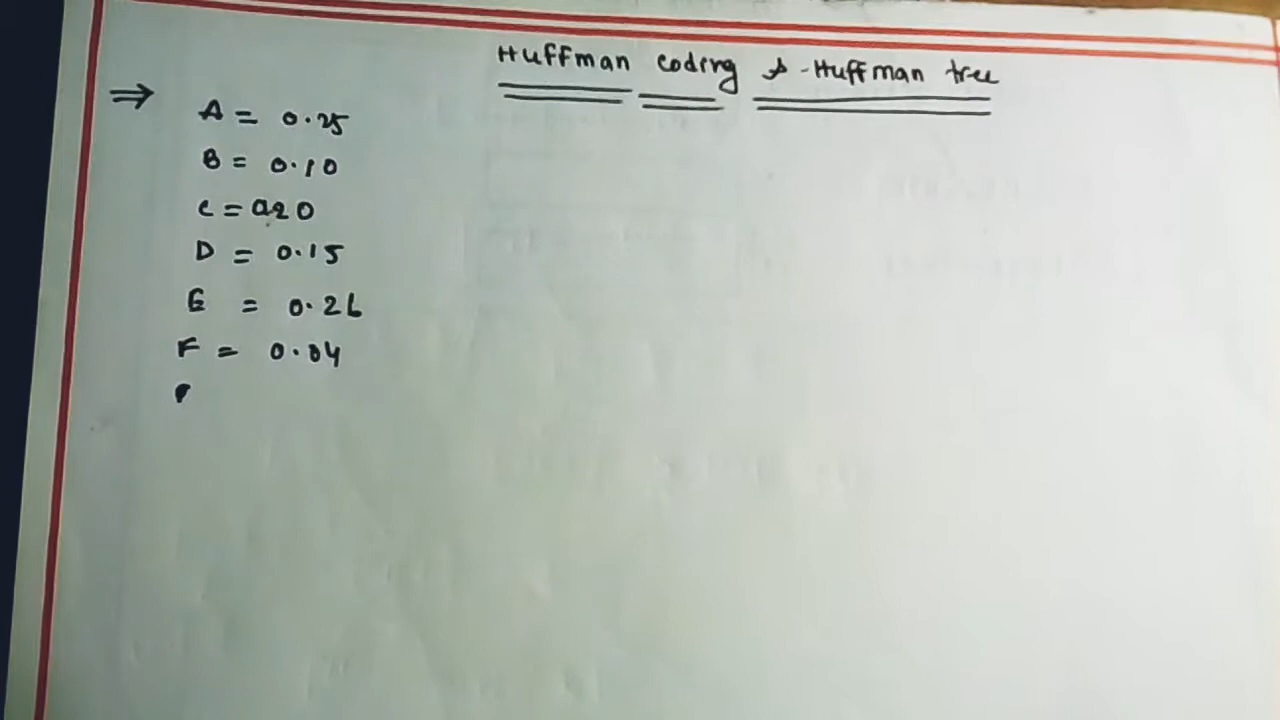 Huffman coding & Huffman tree
⇒ A = 0.25
B = 0.10
C = 0.20
D = 0.15
E = 0.26
F = 0.04